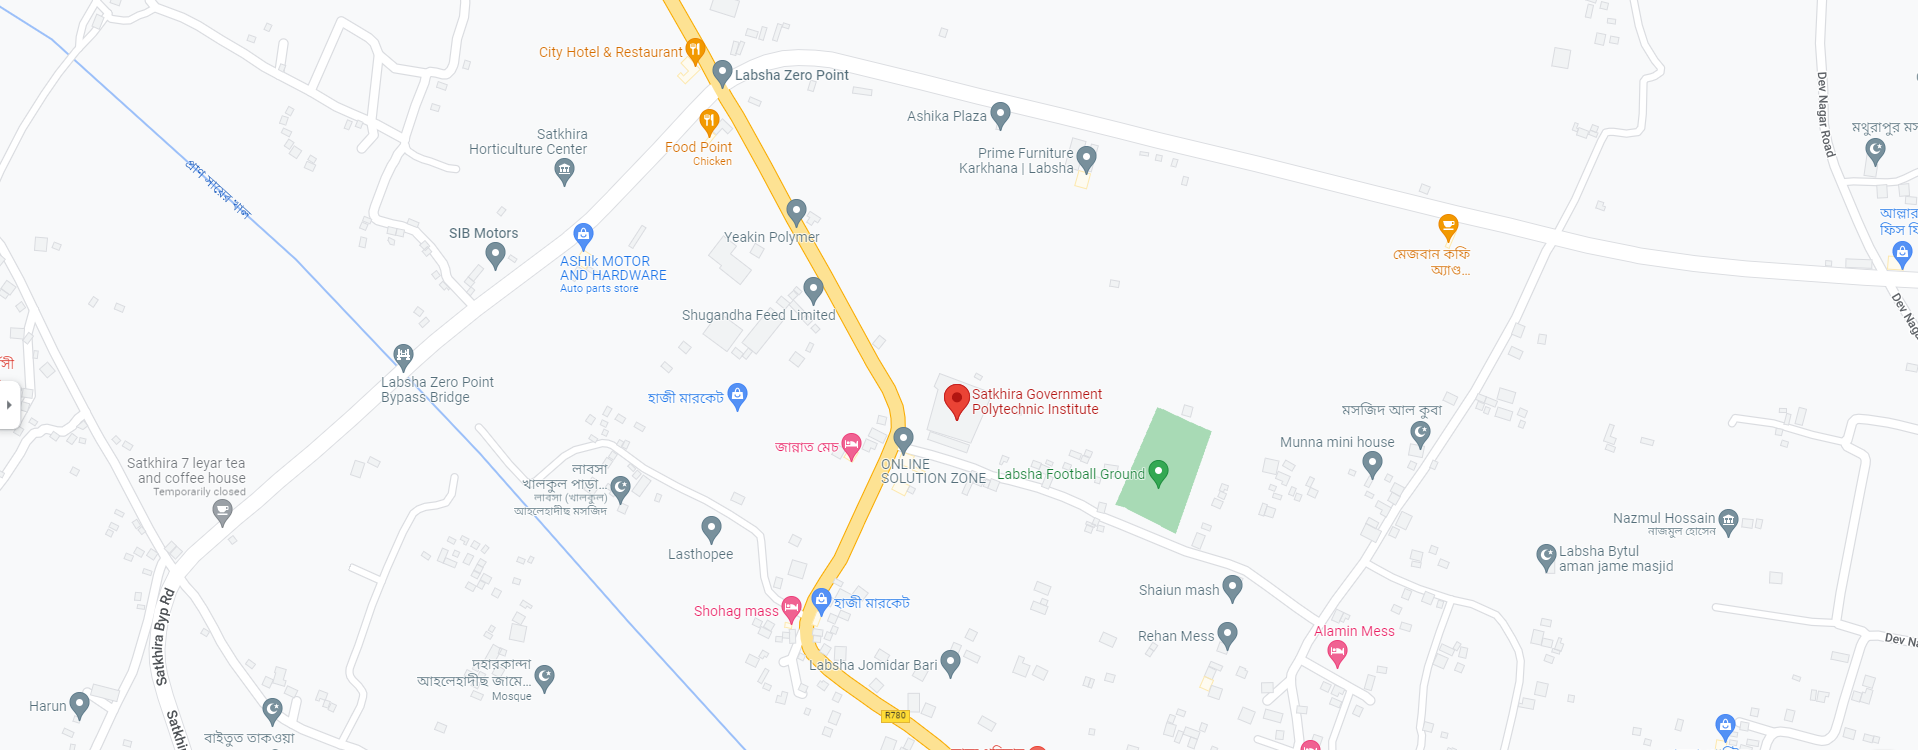 City Hotel & Restaurant
Labsha Zero Point
Ashika Plaza
Satkhira
Horticulture Center
Food Point
Chicken
Prime Furniture
Karkhana | Labsha
Dev Nagar Road
মথুরাপুর মস
প্রাণ সায়ের খাল
SIB Motors
Yeakin Polymer
ASHIk MOTOR
AND HARDWARE
Auto parts store
মেজবান কফি
অ্যাণ্ড...
আল্লার
ফিস ফি
Shugandha Feed Limited
Dev Naga
Labsha Zero Point
Bypass Bridge
হাজী মারকেট
Satkhira Government
Polytechnic Institute
মসজিদ আল কুবা
Munna mini house
জান্নাত মেচ
ONLINE
SOLUTION ZONE
Labsha Football Ground
Satkhira 7 leyar tea
and coffee house
Temporarily closed
লাবসা
খালকুল পাড়া...
লাবসা (খালকুল)
আহলেহাদীছ মসজিদ
Lasthopee
Nazmul Hossain
নাজমুল হোসেন
Labsha Bytul
aman jame masjid
Shaiun mash
Shohag mass
হাজী মারকেট
Rehan Mess
Alamin Mess
Dev Na
Satkhira Byp Rd
Labsha Jomidar Bari
দহারকান্দা
আহলেহাদীছ জামে...
Mosque
Harun
R780
Satkhi
বাইতুত তাকওয়া